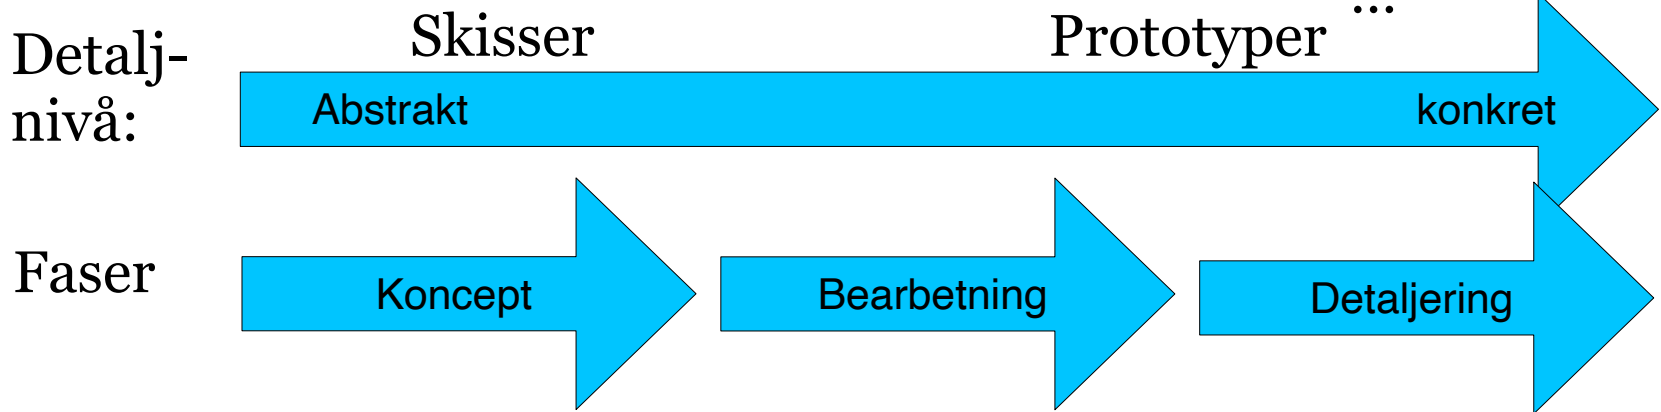 Skisser
Prototyper ...
Detalj-
nivå:
Abstrakt
konkret
Faser
Koncept
Bearbetning
Detaljering